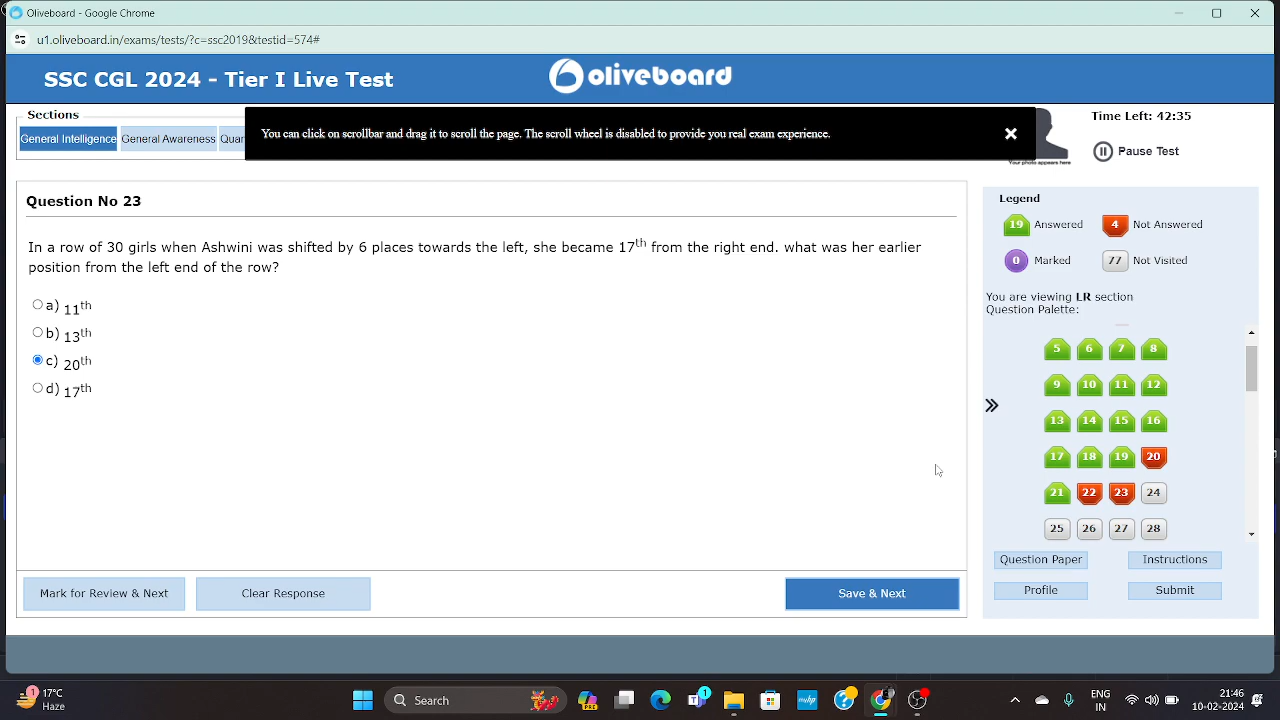 Oliveboard - Google Chrome
u1.oliveboard.in/exams/tests/?c=ssc2019&testid=574#
SSC CGL 2024 - Tier I Live Test
oliveboard
Sections
General Intelligence General Awareness Quar
You can click on scrollbar and drag it to scroll the page. The scroll wheel is disabled to provide you real exam experience.
Your photo appears here
Time Left: 42:35
Pause Test
Question No 23
In a row of 30 girls when Ashwini was shifted by 6 places towards the left, she became 17th from the right end. what was her earlier
position from the left end of the row?
a) 11th
b) 13th
c) 20th
d) 17th
Mark for Review & Next
Clear Response
Save & Next
Legend
19 Answered 4 Not Answered
0 Marked 77 Not Visited
You are viewing LR section
Question Palette:
5 6 7 8
9 10 11 12
13 14 15 16
17 18 19 20
21 22 23 24
25 26 27 28
Question Paper Instructions
Profile Submit
17°C
Haze
Search
PRE
1
myhp
ENG
IN
21:46
10-02-2024